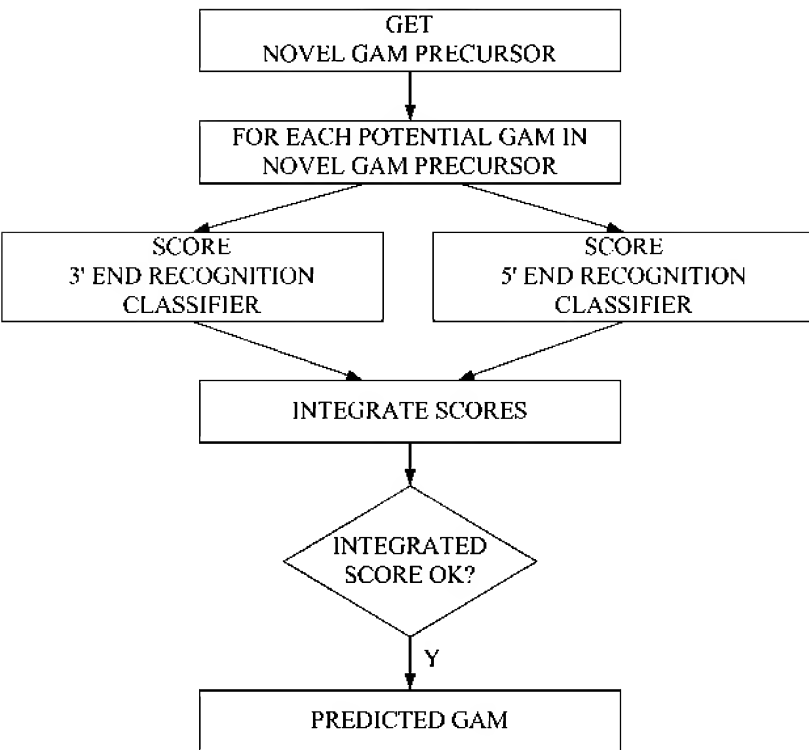 GET
NOVEL GAM PRECURSOR
FOR EACH POTENTIAL GAM IN
NOVEL GAM PRECURSOR
SCORE
3' END RECOGNITION
CLASSIFIER
SCORE
5' END RECOGNITION
CLASSIFIER
INTEGRATE SCORES
INTEGRATED
SCORE OK?
Y
PREDICTED GAM